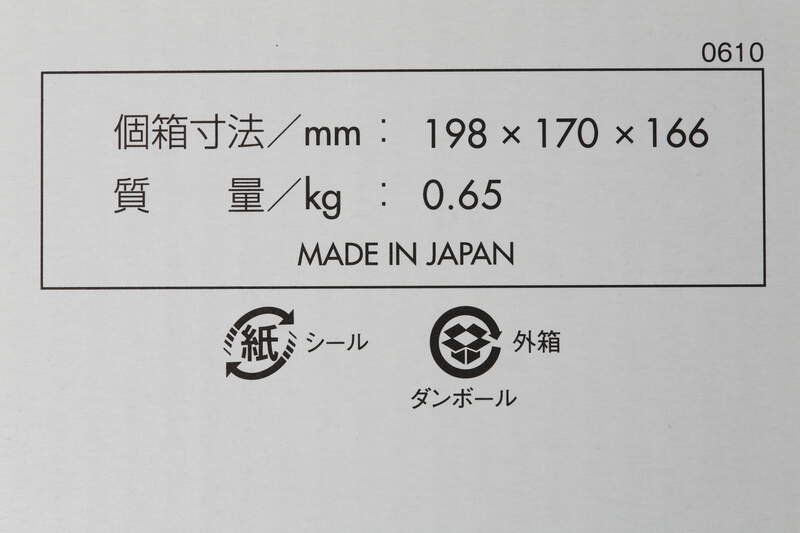 0610
個箱寸法／mm： 198 × 170 × 166
質　量／kg ： 0.65
MADE IN JAPAN
紙 シール 外箱
ダンボール